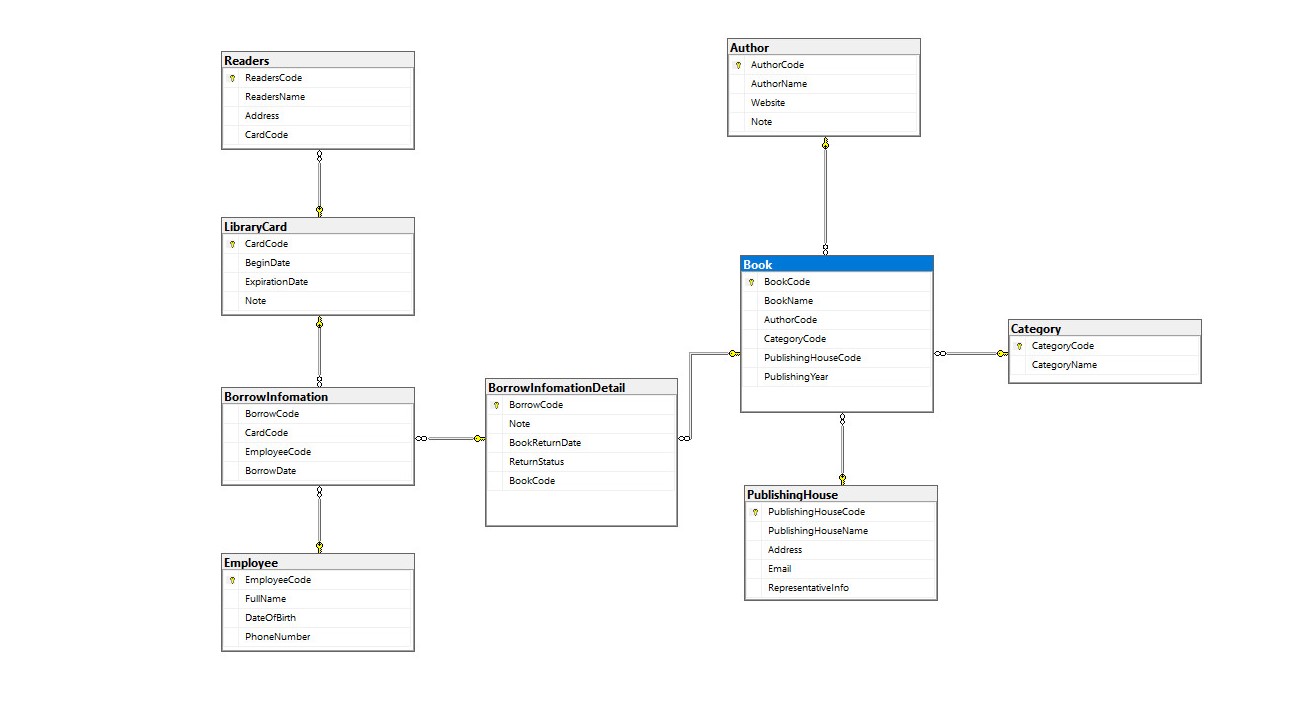 Readers
ReadersCode
ReadersName
Address
CardCode
LibraryCard
CardCode
BeginDate
ExpirationDate
Note
BorrowInfomation
BorrowCode
CardCode
EmployeeCode
BorrowDate
Employee
EmployeeCode
FullName
DateOfBirth
PhoneNumber
BorrowInfomationDetail
BorrowCode
Note
BookReturnDate
ReturnStatus
BookCode
Author
AuthorCode
AuthorName
Website
Note
Book
BookCode
BookName
AuthorCode
CategoryCode
PublishingHouseCode
PublishingYear
PublishingHouse
PublishingHouseCode
PublishingHouseName
Address
Email
RepresentativeInfo
Category
CategoryCode
CategoryName